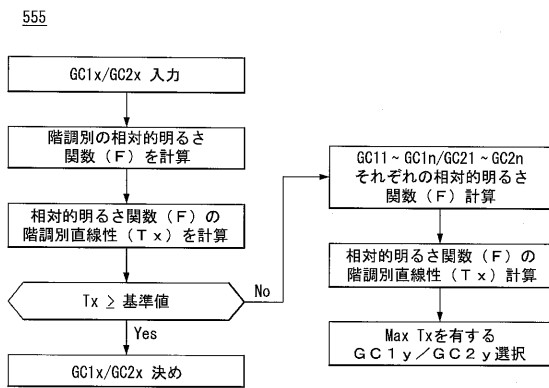 555
GC1x/GC2x 入力
階調別の相対的明るさ
関数(F)を計算
相対的明るさ関数(F)の
階調別直線性(Tx)を計算
Tx ≧ 基準値
No
Yes
GC1x/GC2x 決め
GC11~GC1n/GC21~GC2n
それぞれの相対的明るさ
関数(F)計算
相対的明るさ関数(F)の
階調別直線性(Tx)計算
Max Txを有する
GC1y/GC2y選択